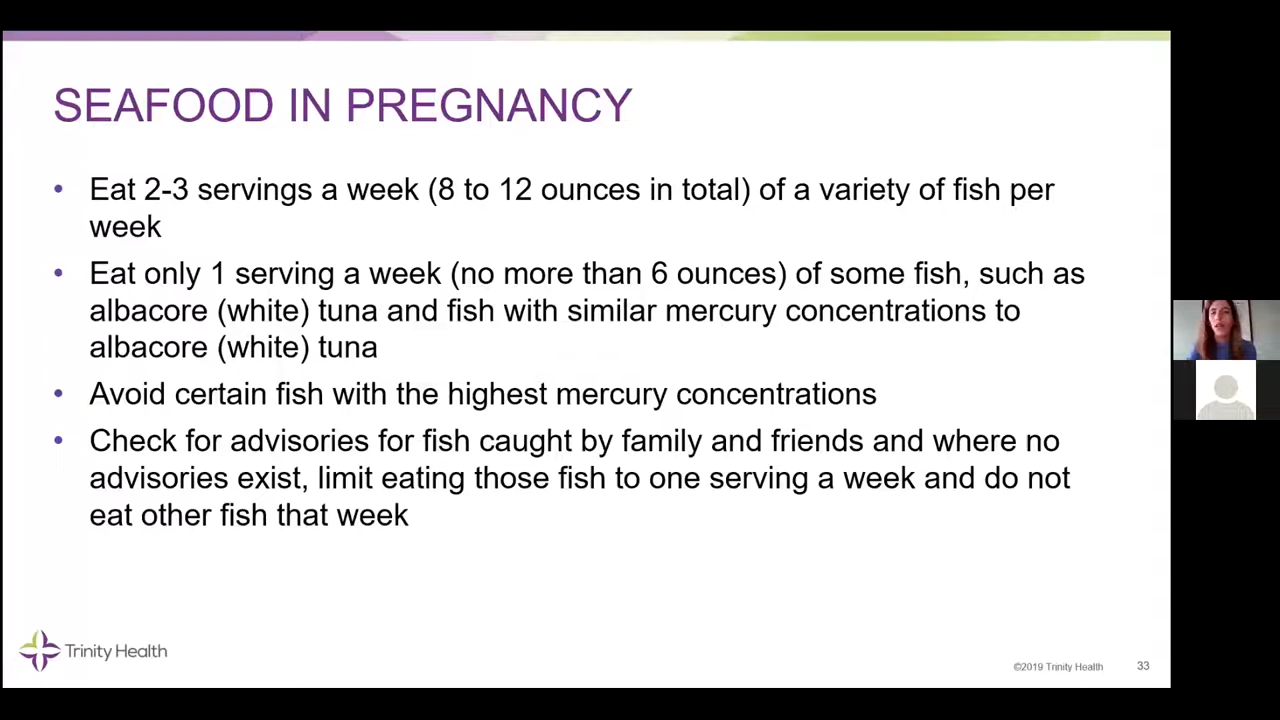 SEAFOOD IN PREGNANCY
• Eat 2-3 servings a week (8 to 12 ounces in total) of a variety of fish per
week
• Eat only 1 serving a week (no more than 6 ounces) of some fish, such as
albacore (white) tuna and fish with similar mercury concentrations to
albacore (white) tuna
• Avoid certain fish with the highest mercury concentrations
• Check for advisories for fish caught by family and friends and where no
advisories exist, limit eating those fish to one serving a week and do not
eat other fish that week
Trinity Health
©2019 Trinity Health
33